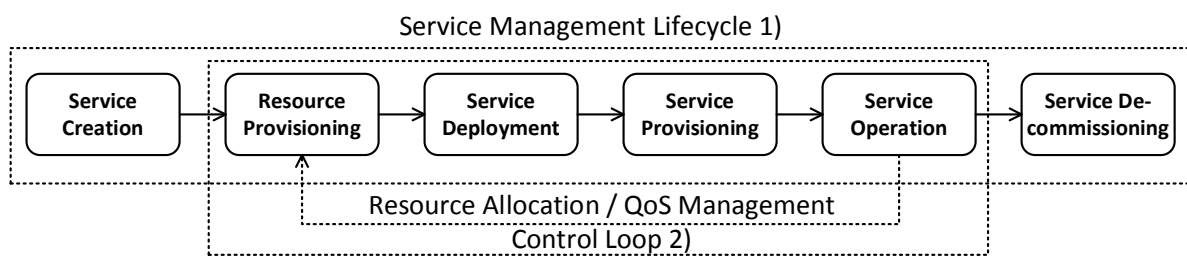 Service Management Lifecycle 1)
Service
Creation
Resource
Provisioning
Service
Deployment
Service
Provisioning
Service
Operation
Service De-
commissioning
Resource Allocation / QoS Management
Control Loop 2)